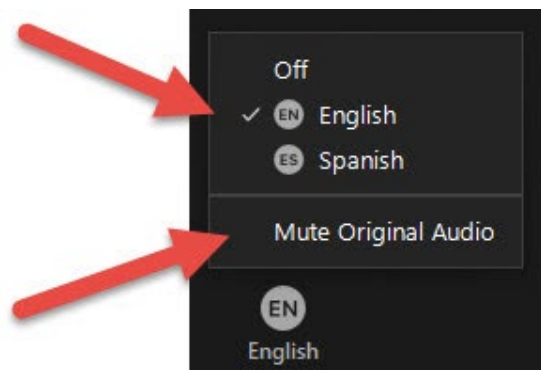 Off
EN English
ES Spanish
Mute Original Audio
EN
English